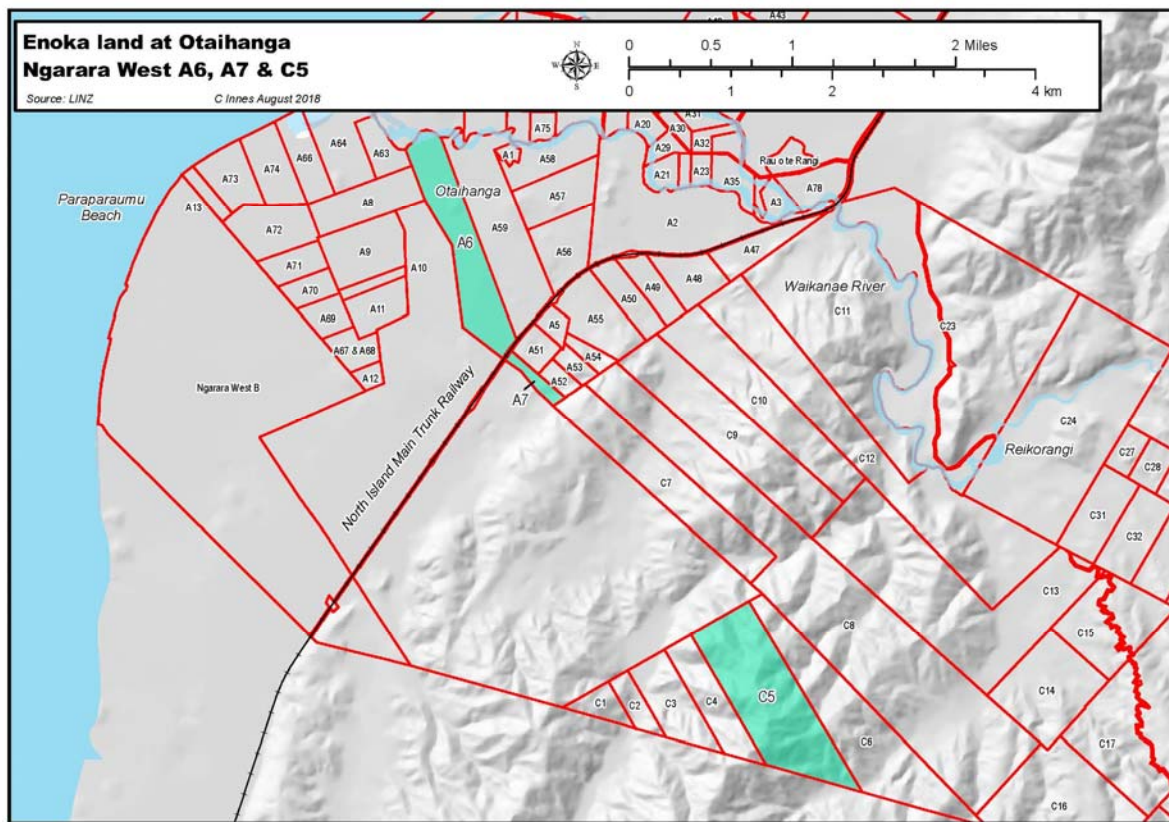 Enoka land at Otaihanga
Ngarara West A6, A7 & C5
Source: LINZ
C Innes August 2018
N
W
E
S
0 0.5 1 2 Miles
0 1 2 4 km
A43
A31
A75
A20
A30
A64
A66
A63
A74
A73
A13
A1
A58
A29
A32
A21
A23
A35
Rau o te Rangi
A78
A3
Paraparaumu
Beach
Otaihanga
A8
A57
A59
A2
A72
A6
A9
A56
A47
A71
A10
A48
A49
A50
A70
A11
A69
A5
A55
A51
A67 & A68
A54
A53
A12
A52
A7
Waikanae River
C11
C23
Ngarara West B
North Island Main Trunk Railway
C10
C9
C24
Reikorangi
C12
C27
C28
C7
C31
C32
C13
C8
C15
C1
C2
C3
C4
C5
C14
C6
C17
C16